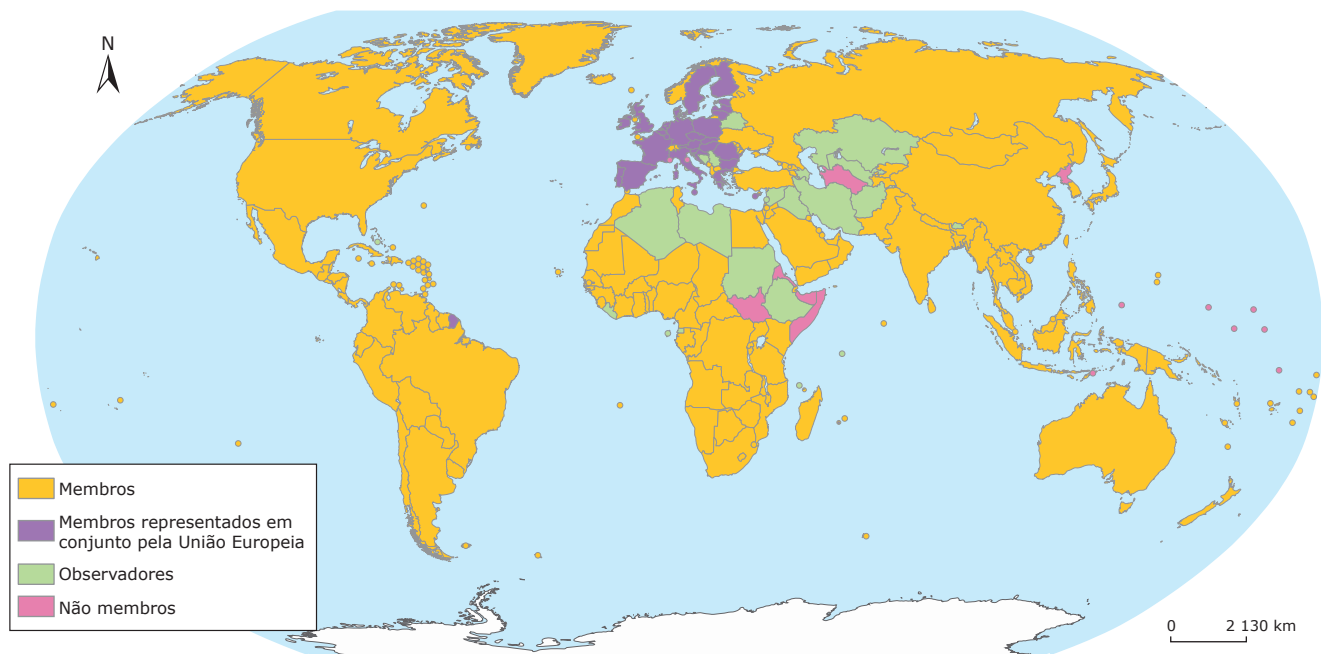 N
Membros
Membros representados em
conjunto pela União Europeia
Observadores
Não membros
0 2 130 km